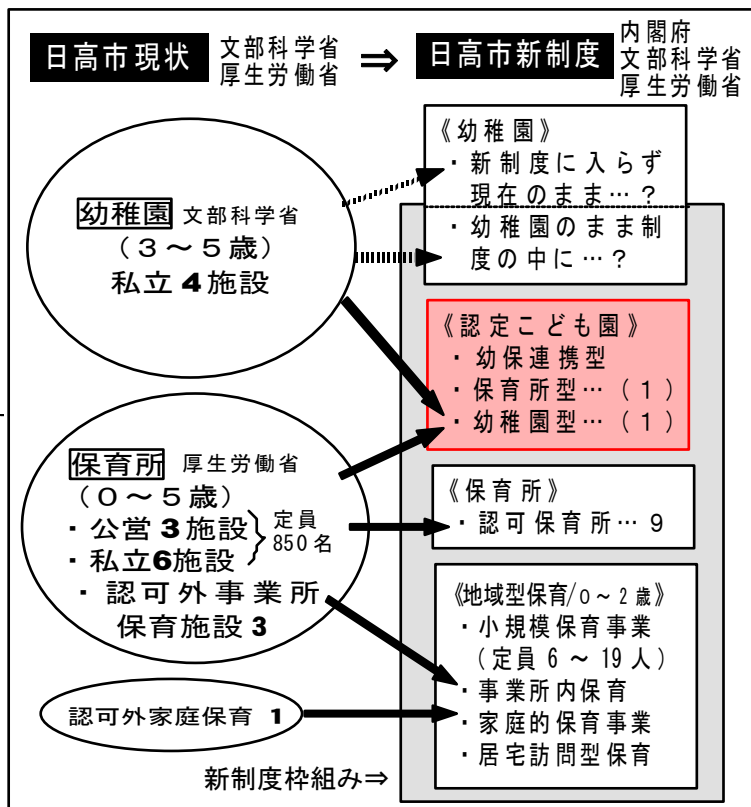 日高市現状
文部科学省
厚生労働省
⇒
日高市新制度
内閣府
文部科学省
厚生労働省
幼稚園 文部科学省
（３～５歳）
私立4施設
保育所 厚生労働省
（０～５歳）
・公営3施設
・私立6施設
定員
850名
・認可外事業所
保育施設3
認可外家庭保育 1
《幼稚園》
・新制度に入らず
現在のまま…？
・幼稚園のまま制
度の中に…？
《認定こども園》
・幼保連携型
・保育所型…（１）
・幼稚園型…（１）
《保育所》
・認可保育所…９
《地域型保育/０～２歳》
・小規模保育事業
（定員６～19人）
・事業所内保育
・家庭的保育事業
・居宅訪問型保育
新制度枠組み⇒